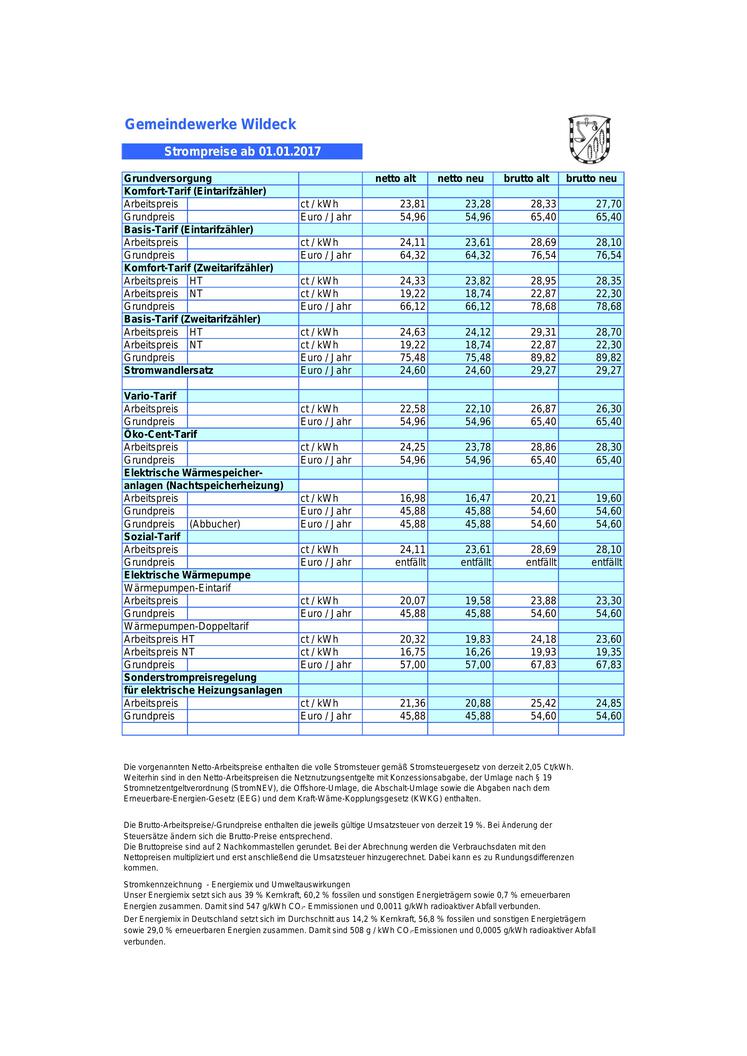 Gemeindewerke Wildeck
Strompreise ab 01.01.2017
Grundversorgung netto alt netto neu brutto alt brutto neu
Komfort-Tarif (Eintarifzähler)
Arbeitspreis ct / kWh 23,81 23,28 28,33 27,70
Grundpreis Euro / Jahr 54,96 54,96 65,40 65,40
Basis-Tarif (Eintarifzähler)
Arbeitspreis ct / kWh 24,11 23,61 28,69 28,10
Grundpreis Euro / Jahr 64,32 64,32 76,54 76,54
Komfort-Tarif (Zweitarifzähler)
Arbeitspreis HT ct / kWh 24,33 23,82 28,95 28,35
Arbeitspreis NT ct / kWh 19,22 18,74 22,87 22,30
Grundpreis Euro / Jahr 66,12 66,12 78,68 78,68
Basis-Tarif (Zweitarifzähler)
Arbeitspreis HT ct / kWh 24,63 24,12 29,31 28,70
Arbeitspreis NT ct / kWh 19,22 18,74 22,87 22,30
Grundpreis Euro / Jahr 75,48 75,48 89,82 89,82
Stromwandlersatz Euro / Jahr 24,60 24,60 29,27 29,27
Vario-Tarif
Arbeitspreis ct / kWh 22,58 22,10 26,87 26,30
Grundpreis Euro / Jahr 54,96 54,96 65,40 65,40
Öko-Cent-Tarif
Arbeitspreis ct / kWh 24,25 23,78 28,86 28,30
Grundpreis Euro / Jahr 54,96 54,96 65,40 65,40
Elektrische Wärmespeicher-
anlagen (Nachtspeicherheizung)
Arbeitspreis ct / kWh 16,98 16,47 20,21 19,60
Grundpreis Euro / Jahr 45,88 45,88 54,60 54,60
Grundpreis (Abbucher) Euro / Jahr 45,88 45,88 54,60 54,60
Sozial-Tarif
Arbeitspreis ct / kWh 24,11 23,61 28,69 28,10
Grundpreis Euro / Jahr entfällt entfällt entfällt entfällt
Elektrische Wärmepumpe
Wärmepumpen-Eintarif
Arbeitspreis ct / kWh 20,07 19,58 23,88 23,30
Grundpreis Euro / Jahr 45,88 45,88 54,60 54,60
Wärmepumpen-Doppeltarif
Arbeitspreis HT ct / kWh 20,32 19,83 24,18 23,60
Arbeitspreis NT ct / kWh 16,75 16,26 19,93 19,35
Grundpreis Euro / Jahr 57,00 57,00 67,83 67,83
Sonderstrompreisregelung
für elektrische Heizungsanlagen
Arbeitspreis ct / kWh 21,36 20,88 25,42 24,85
Grundpreis Euro / Jahr 45,88 45,88 54,60 54,60
Die vorgenannten Netto-Arbeitspreise enthalten die volle Stromsteuer gemäß Stromsteuergesetz von derzeit 2,05 Ct/kWh.
Weiterhin sind in den Netto-Arbeitspreisen die Netznutzungsentgelte mit Konzessionsabgabe, der Umlage nach § 19
Stromnetzentgeltverordnung (StromNEV), die Offshore-Umlage, die Abschalt-Umlage sowie die Abgaben nach dem
Erneuerbare-Energien-Gesetz (EEG) und dem Kraft-Wärme-Kopplungsgesetz (KWKG) enthalten.
Die Brutto-Arbeitspreise/-Grundpreise enthalten die jeweils gültige Umsatzsteuer von derzeit 19 %. Bei Änderung der
Steuersätze ändern sich die Brutto-Preise entsprechend.
Die Bruttopreise sind auf 2 Nachkommastellen gerundet. Bei der Abrechnung werden die Verbrauchsdaten mit den
Nettopreisen multipliziert und erst anschließend die Umsatzsteuer hinzugerechnet. Dabei kann es zu Rundungsdifferenzen
kommen.
Stromkennzeichnung - Energiemix und Umweltauswirkungen
Unser Energiemix setzt sich aus 39 % Kernkraft, 60,2 % fossilen und sonstigen Energieträgern sowie 0,7 % erneuerbaren
Energien zusammen. Damit sind 547 g/kWh CO₂- Emmissionen und 0,0011 g/kWh radioaktiver Abfall verbunden.
Der Energiemix in Deutschland setzt sich im Durchschnitt aus 14,2 % Kernkraft, 56,8 % fossilen und sonstigen Energieträgern
sowie 29,0 % erneuerbaren Energien zusammen. Damit sind 508 g / kWh CO₂-Emissionen und 0,0005 g/kWh radioaktiver Abfall
verbunden.